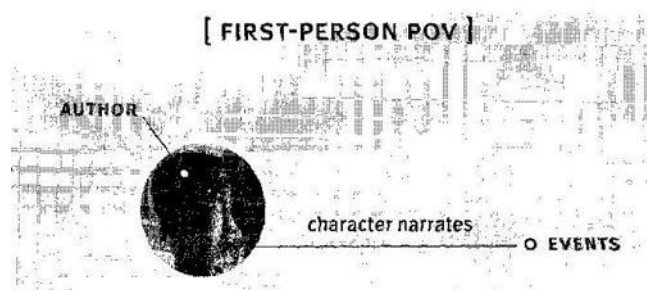 [ FIRST-PERSON POV ]
AUTHOR
character narrates
EVENTS